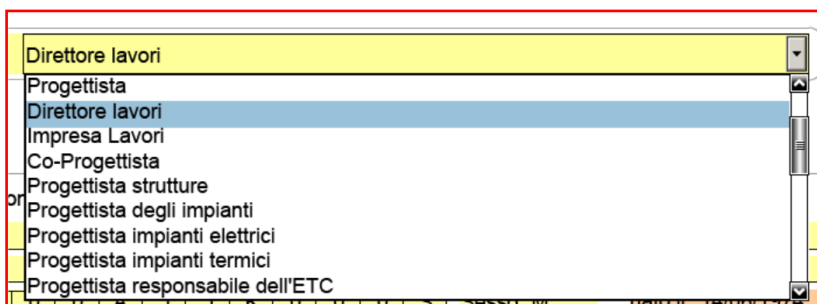 Direttore lavori
Progettista
Direttore lavori
Impresa Lavori
Co-Progettista
Progettista strutture
or
Progettista degli impianti
Progettista impianti elettrici
Progettista impianti termici
Progettista responsabile dell'ETC